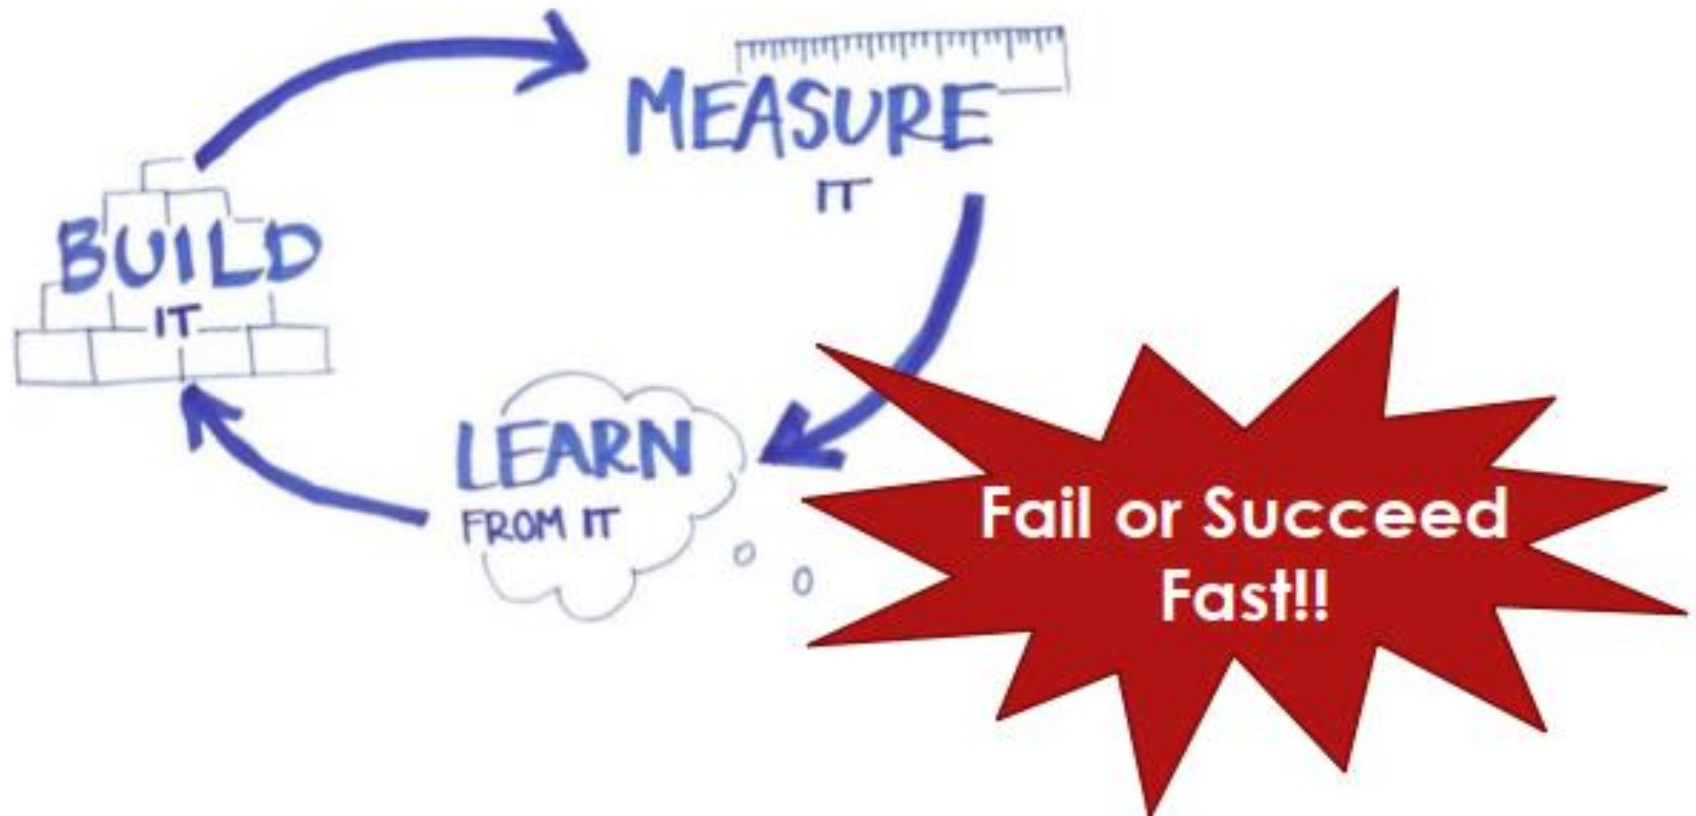 MEASURE
IT
BUILD
IT
LEARN
FROM IT
Fail or Succeed
Fast!!